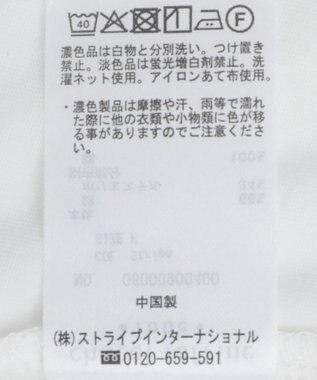 40 1 F
濃色品は白物と分別洗い。つけ置き
禁止。淡色品は蛍光増白剤禁止。洗
濯ネット使用。アイロンあて布使用。
・濃色製品は摩擦や汗、雨等で濡れ
た際に他の衣類や小物類に色が移
る事がありますのでご注意くださ
い。
中国製
(株)ストライプインターナショナル
0120-659-591